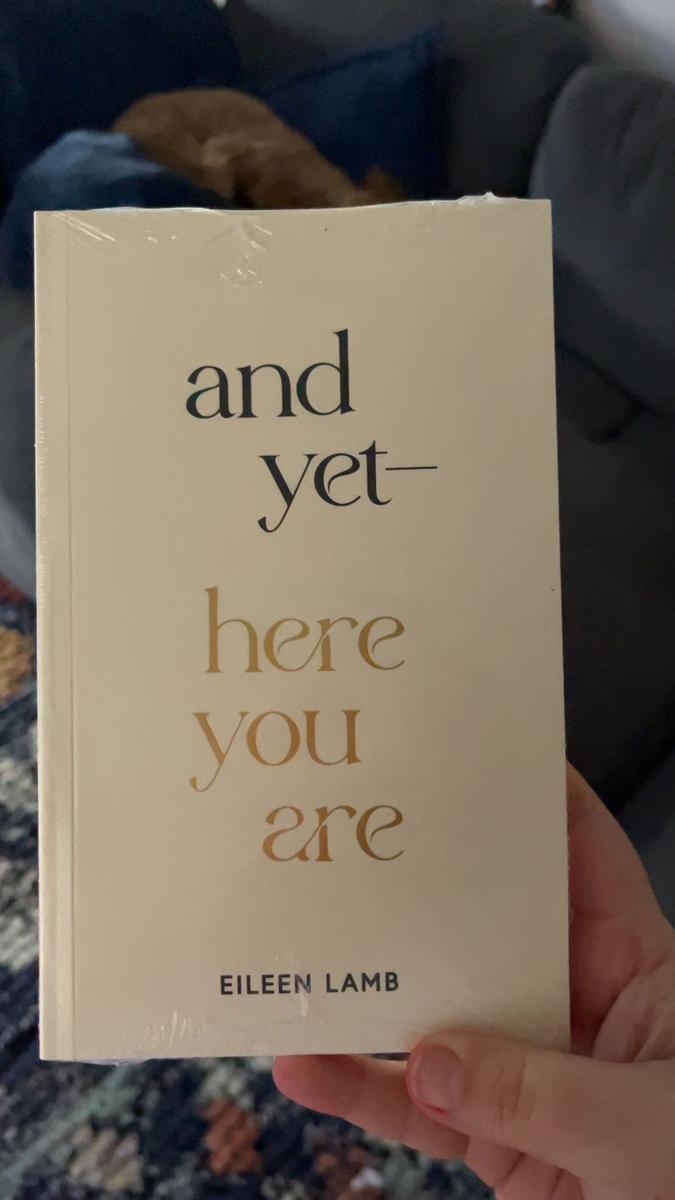 and
yet—
here
you
are
EILEEN LAMB